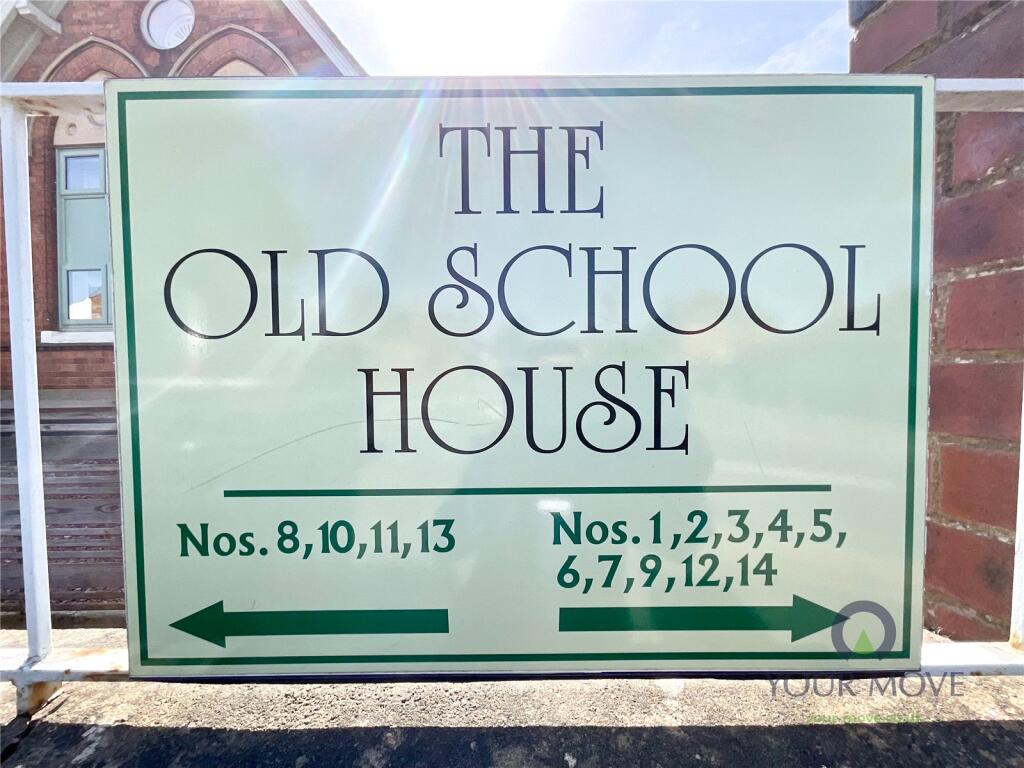 THE
OLD SCHOOL
HOUSE
Nos. 8,10,11,13
Nos. 1,2,3,4,5,
6,7,9,12,14
YOUR MOVE